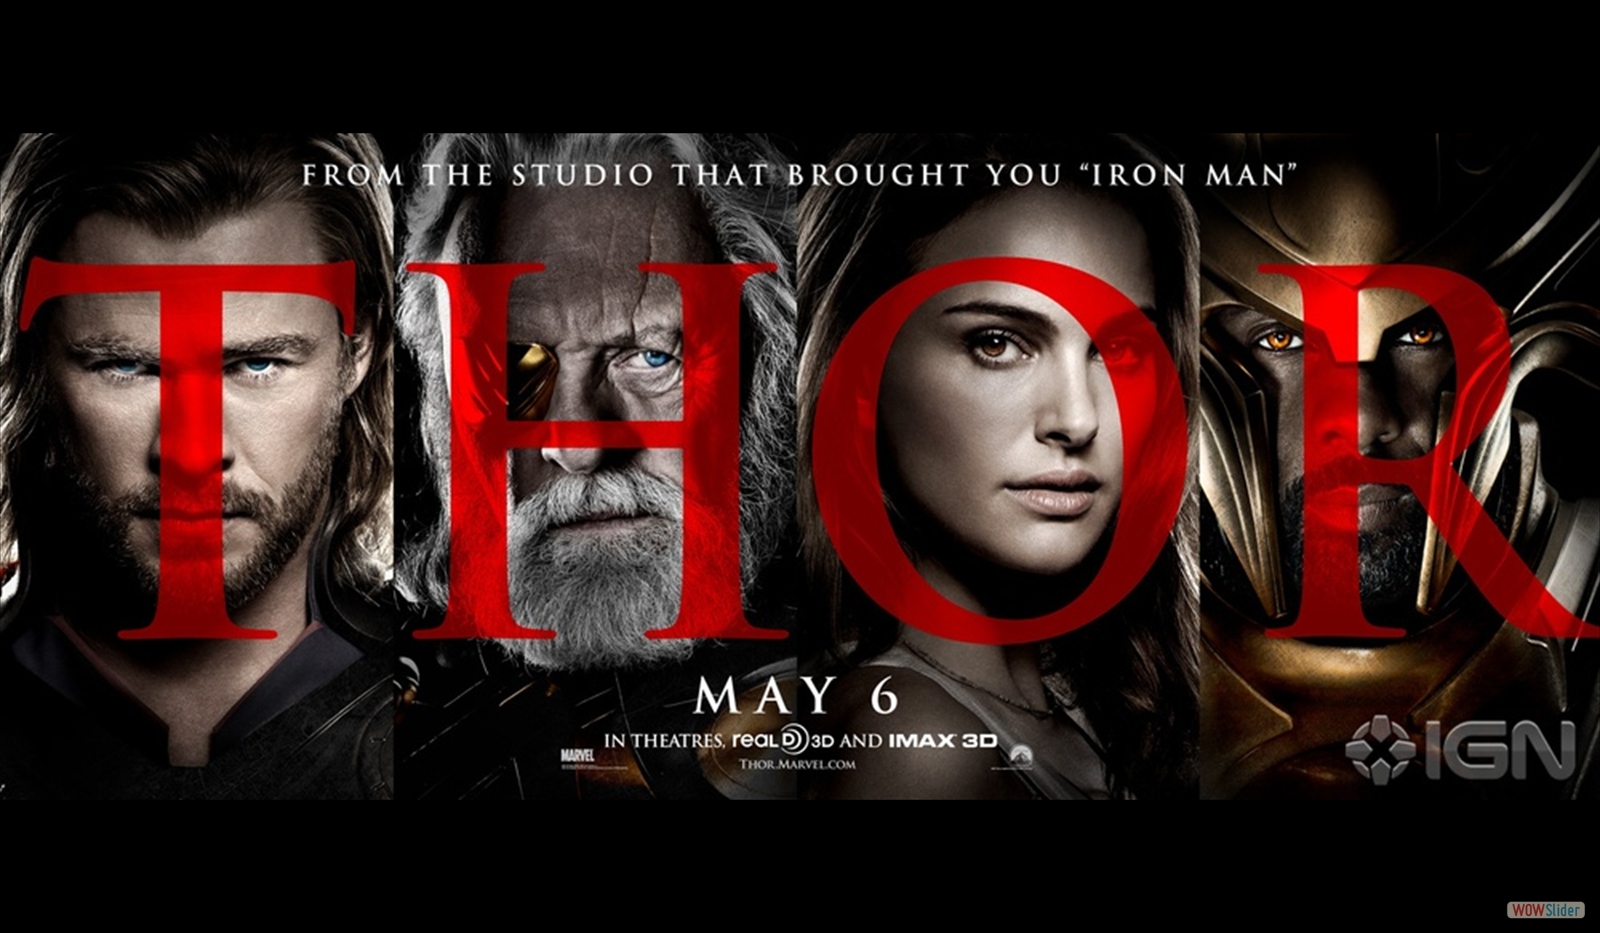 FROM THE STUDIO THAT BROUGHT YOU “IRON MAN”
THOR
MAY 6
IN THEATRES, REAL D 3D AND IMAX 3D
MARVEL
THOR.MARVEL.COM
IGN
WOWSlider